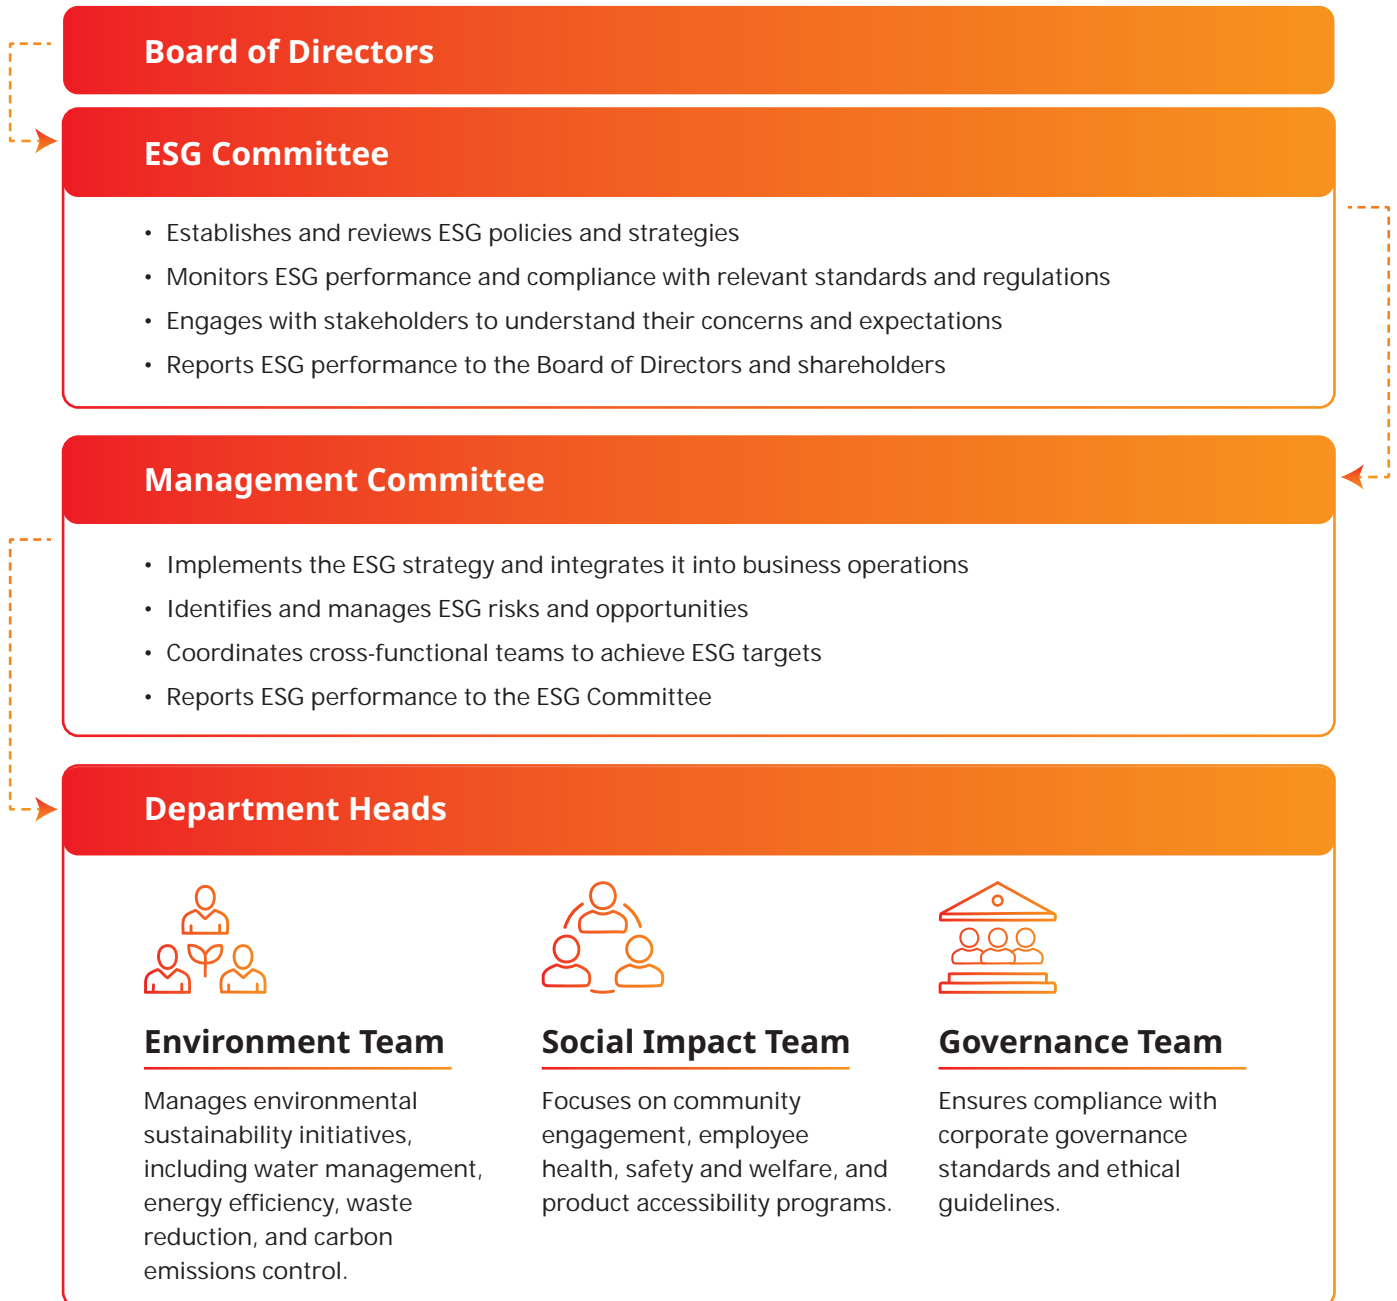 Board of Directors
ESG Committee
• Establishes and reviews ESG policies and strategies
• Monitors ESG performance and compliance with relevant standards and regulations
• Engages with stakeholders to understand their concerns and expectations
• Reports ESG performance to the Board of Directors and shareholders
Management Committee
• Implements the ESG strategy and integrates it into business operations
• Identifies and manages ESG risks and opportunities
• Coordinates cross-functional teams to achieve ESG targets
• Reports ESG performance to the ESG Committee
Department Heads
Environment Team
Manages environmental
sustainability initiatives,
including water management,
energy efficiency, waste
reduction, and carbon
emissions control.
Social Impact Team
Focuses on community
engagement, employee
health, safety and welfare, and
product accessibility programs.
Governance Team
Ensures compliance with
corporate governance
standards and ethical
guidelines.